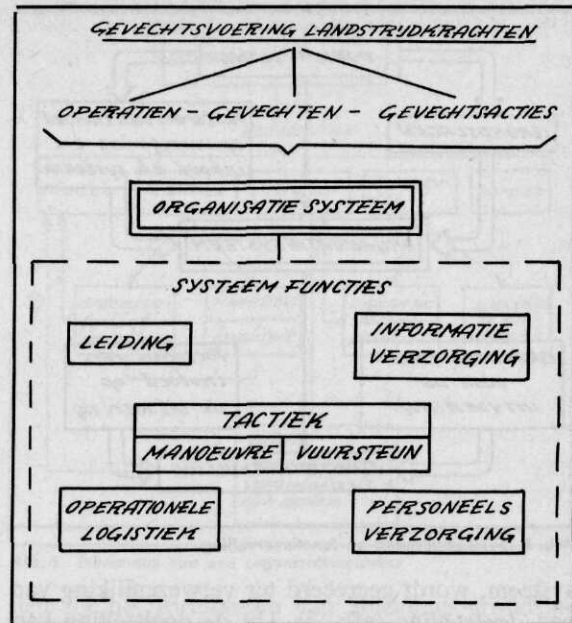 GEVECHTSVOERING LANDSTRIJDKRACHTEN
OPERATIEN - GEVECHTEN - GEVECHTSACTIES
ORGANISATIE SYSTEEM
SYSTEEM FUNCTIES
LEIDING
INFORMATIE
VERZORGING
TACTIEK
MANOEUVRE VUURSTEUN
OPERATIONELE
LOGISTIEK
PERSONEELS
VERZORGING